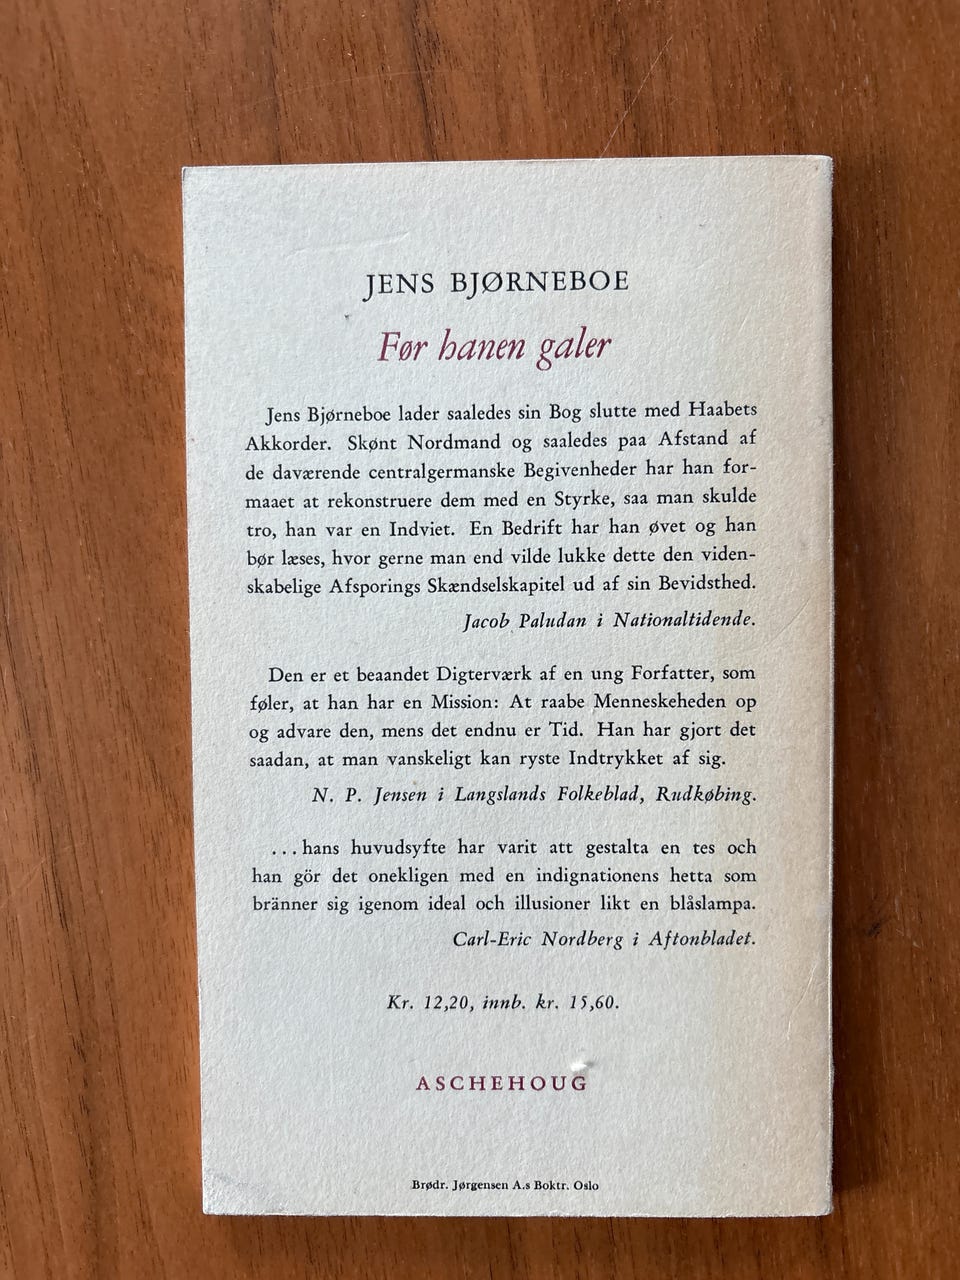 JENS BJØRNEBOE
Før hanen galer
Jens Bjørneboe lader saaledes sin Bog slutte med Haabets
Akkorder. Skønt Nordmand og saaledes paa Afstand af
de daværende centralgermanske Begivenheder har han for-
maaet at rekonstruere dem med en Styrke, saa man skulde
tro, han var en Indviet. En Bedrift har han øvet og han
bør læses, hvor gerne man end vilde lukke dette den viden-
skabelige Afsporings Skændselskapitel ud af sin Bevidsthed.
Jacob Paludan i Nationaltidende.
Den er et beaandet Digterværk af en ung Forfatter, som
føler, at han har en Mission: At raabe Menneskeheden op
og advare den, mens det endnu er Tid. Han har gjort det
saadan, at man vanskeligt kan ryste Indtrykket af sig.
N. P. Jensen i Langslands Folkeblad, Rudkøbing.
...hans huvudsyfte har varit att gestalta en tes och
han gör det onekligen med en indignationens hetta som
bränner sig igenom ideal och illusioner likt en blåslampa.
Carl-Eric Nordberg i Aftonbladet.
Kr. 12,20, innb. kr. 15,60.
ASCHEHOUG
Brødr. Jørgensen A.s Boktr. Oslo